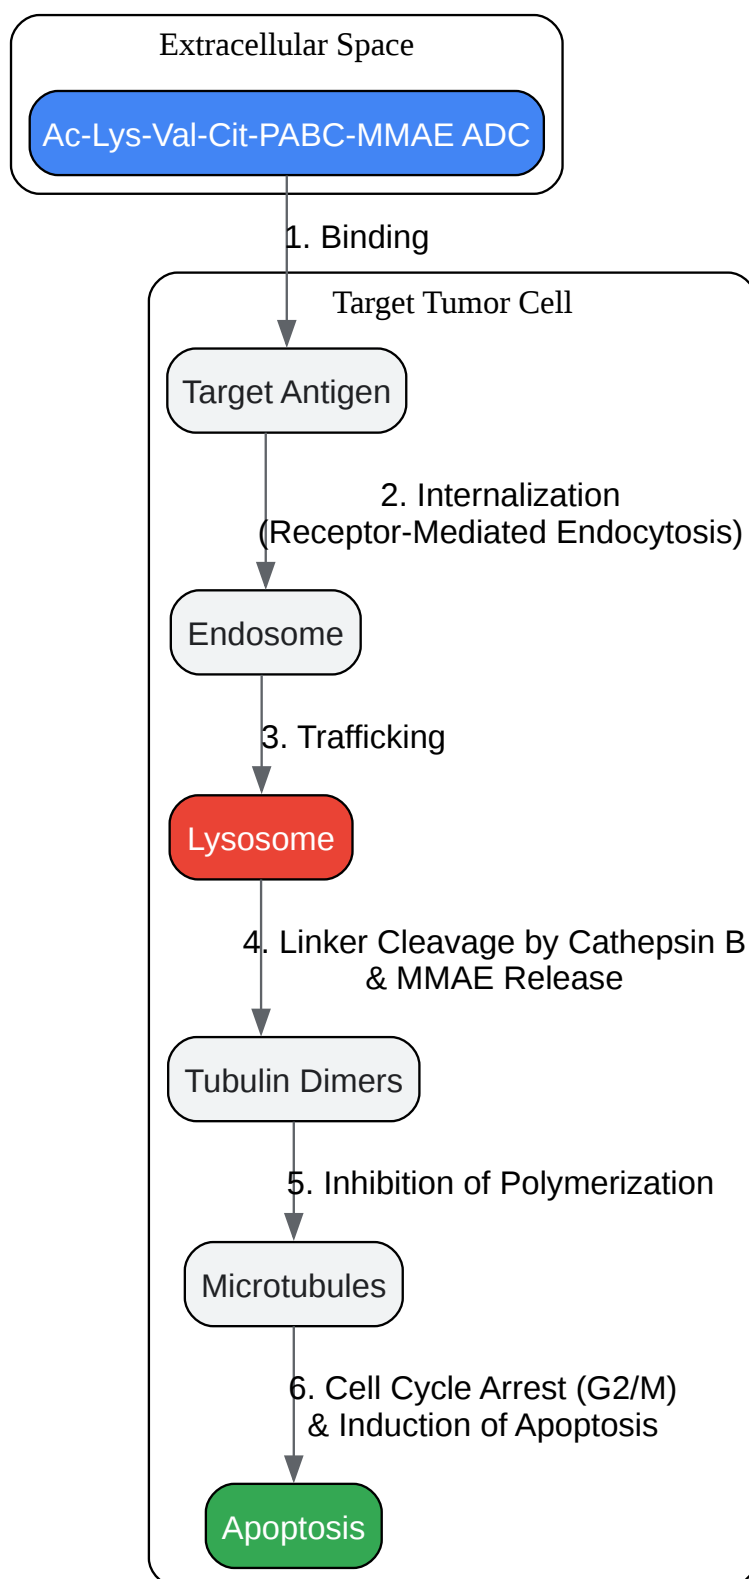 Extracellular Space
Ac-Lys-Val-Cit-PABC-MMAE ADC
1. Binding
Target Tumor Cell
Target Antigen
2. Internalization
(Receptor-Mediated Endocytosis)
Endosome
3. Trafficking
Lysosome
4. Linker Cleavage by Cathepsin B
& MMAE Release
Tubulin Dimers
5. Inhibition of Polymerization
Microtubules
6. Cell Cycle Arrest (G2/M)
& Induction of Apoptosis
Apoptosis